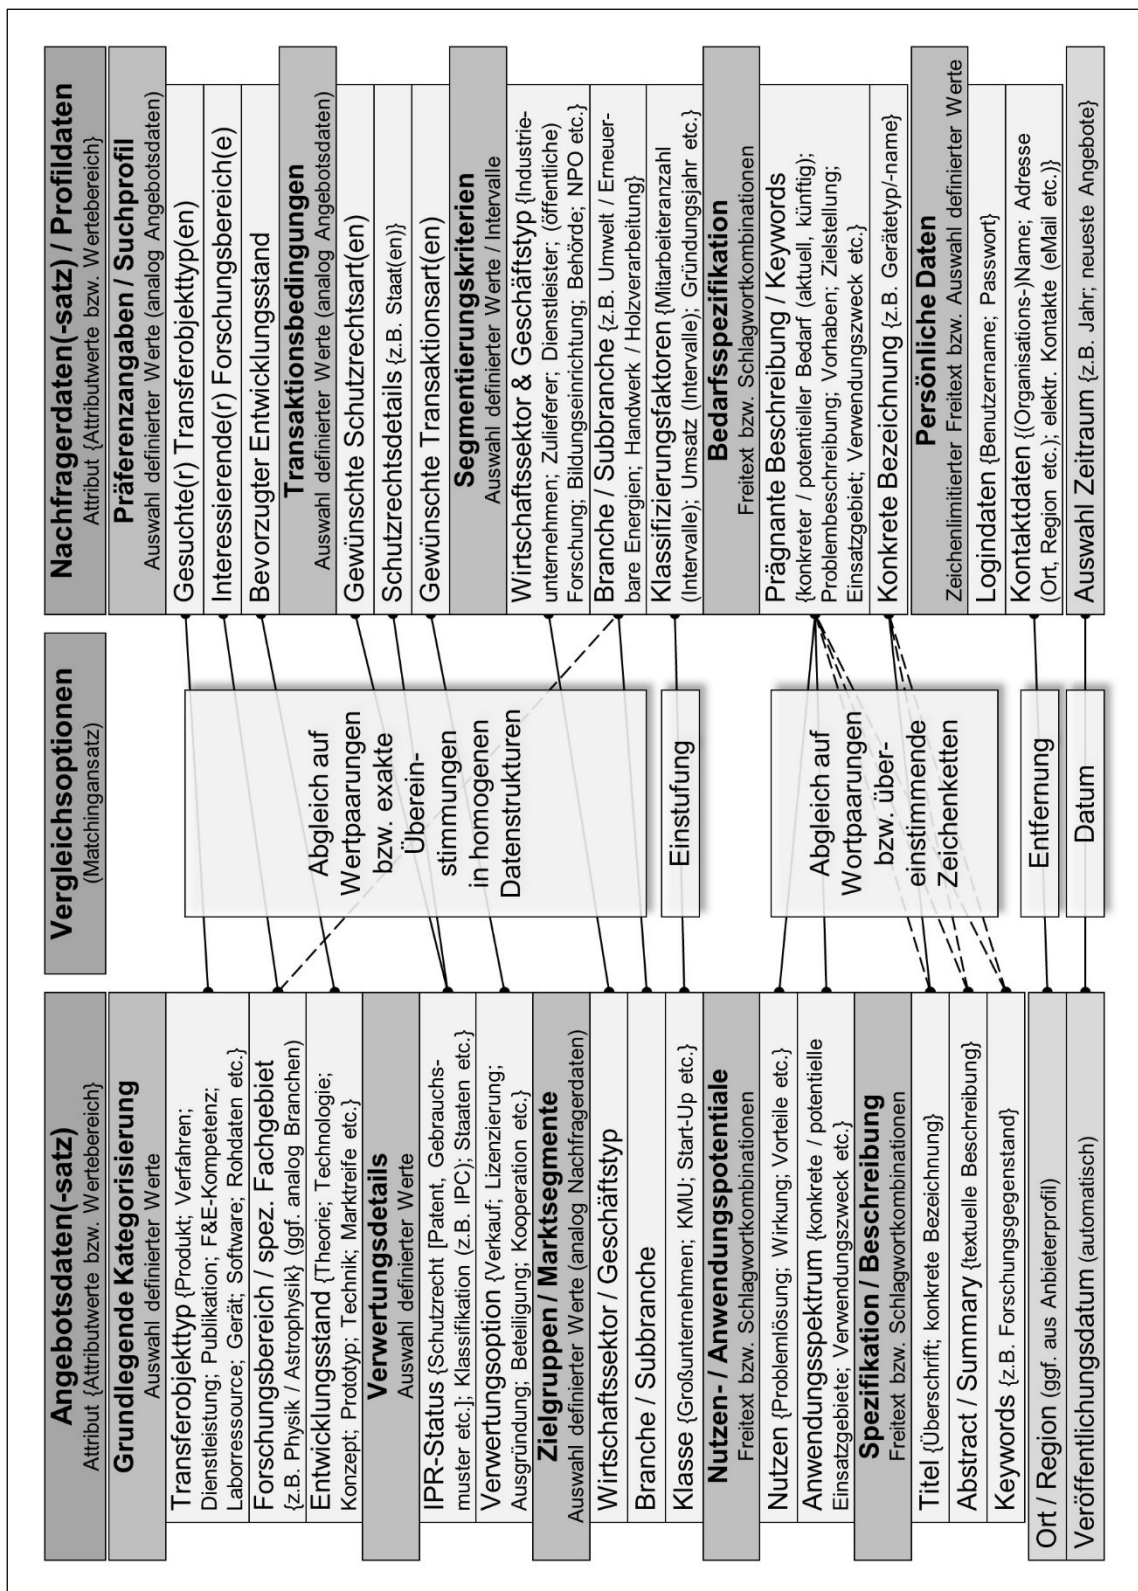 Angebotsdaten(-satz)
Attribut {Attributwerte bzw. Wertebereich}
Grundlegende Kategorisierung
Auswahl definierter Werte
Transferobjekttyp {Produkt; Verfahren;
Dienstleistung; Publikation; F&E-Kompetenz;
Laborressource; Gerät; Software; Rohdaten etc.}
Forschungsbereich / spez. Fachgebiet
{z.B. Physik / Astrophysik} (ggf. analog Branchen)
Entwicklungsstand {Theorie; Technologie;
Konzept; Prototyp; Technik; Marktreife etc.}
Verwertungsdetails
Auswahl definierter Werte
IPR-Status {Schutzrecht [Patent, Gebrauchs-
muster etc.]; Klassifikation (z.B. IPC); Staaten etc.}
Verwertungsoption {Verkauf; Lizenzierung;
Ausgründung; Beteiligung; Kooperation etc.}
Zielgruppen / Marktsegmente
Auswahl definierter Werte (analog Nachfragerdaten)
Wirtschaftssektor / Geschäftstyp
Branche / Subbranche
Klasse {Großunternehmen; KMU; Start-Up etc.}
Nutzen- / Anwendungspotentiale
Freitext bzw. Schlagwortkombinationen
Nutzen {Problemlösung; Wirkung; Vorteile etc.}
Anwendungsspektrum {konkrete / potentielle
Einsatzgebiete; Verwendungszweck etc.}
Spezifikation / Beschreibung
Freitext bzw. Schlagwortkombinationen
Titel {Überschrift; konkrete Bezeichnung}
Abstract / Summary {textuelle Beschreibung}
Keywords {z.B. Forschungsgegenstand}
Ort / Region (ggf. aus Anbieterprofil)
Veröffentlichungsdatum (automatisch)
Vergleichsoptionen
(Matchingansatz)
Abgleich auf
Wertpaarungen
bzw. exakte
Überein-
stimmungen
in homogenen
Datenstrukturen
Einstufung
Abgleich auf
Wortpaarungen
bzw. über-
einstimmende
Zeichenketten
Entfernung
Datum
Nachfragerdaten(-satz) / Profildaten
Attribut {Attributwerte bzw. Wertebereich}
Präferenzangaben / Suchprofil
Auswahl definierter Werte (analog Angebotsdaten)
Gesuchte(r) Transferobjekttyp(en)
Interessierende(r) Forschungsbereich(e)
Bevorzugter Entwicklungsstand
Transaktionsbedingungen
Auswahl definierter Werte (analog Angebotsdaten)
Gewünschte Schutzrechtsart(en)
Schutzrechtsdetails {z.B. Staat(en)}
Gewünschte Transaktionsart(en)
Segmentierungskriterien
Auswahl definierter Werte / Intervalle
Wirtschaftssektor & Geschäftstyp {Industrie-
unternehmen; Zulieferer; Dienstleister; (öffentliche)
Forschung; Bildungseinrichtung; Behörde; NPO etc.}
Branche / Subbranche {z.B. Umwelt / Erneuer-
bare Energien; Handwerk / Holzverarbeitung}
Klassifizierungsfaktoren {Mitarbeiteranzahl
(Intervalle); Umsatz (Intervalle); Gründungsjahr etc.}
Bedarfsspezifikation
Freitext bzw. Schlagwortkombinationen
Prägnante Beschreibung / Keywords
{konkreter / potentieller Bedarf (aktuell, künftig);
Problembeschreibung; Vorhaben; Zielstellung;
Einsatzgebiet; Verwendungszweck etc.}
Konkrete Bezeichnung {z.B. Gerätetyp/-name}
Persönliche Daten
Zeichenlimitierter Freitext bzw. Auswahl definierter Werte
Logindaten {Benutzername; Passwort}
Kontaktdaten {(Organisations-)Name; Adresse
(Ort, Region etc.); elektr. Kontakte (eMail etc.)}
Auswahl Zeitraum {z.B. Jahr; neueste Angebote}